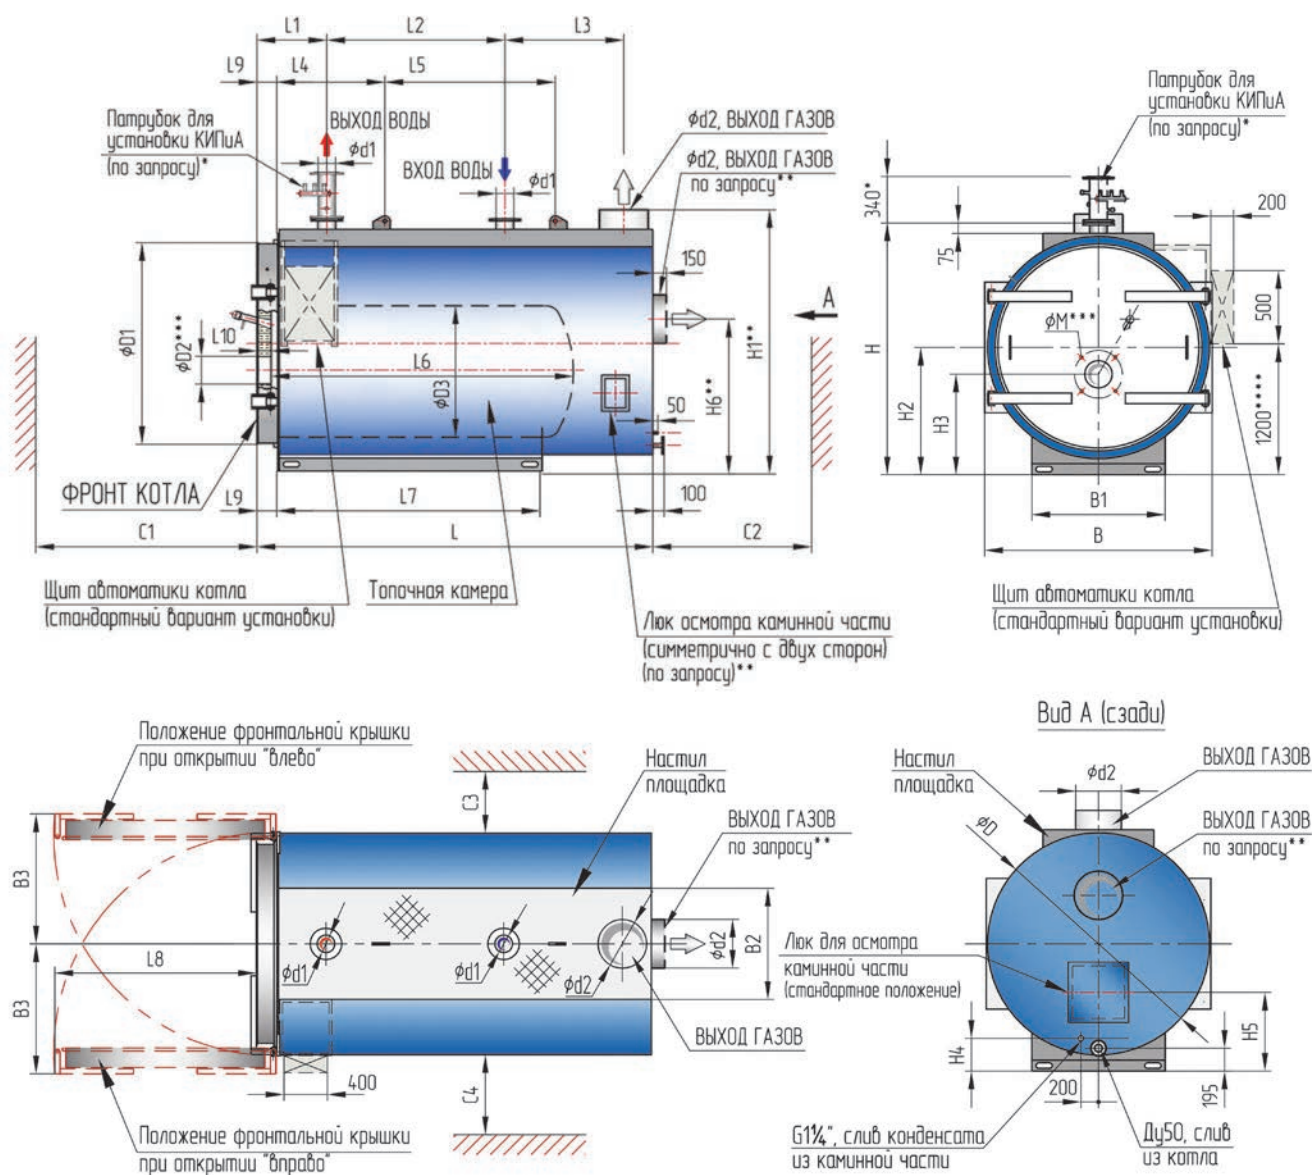 L1
L2
L3
L9
L4
L5
Патрубок для
установки КИПиА
(по запросу)*
ВЫХОД ВОДЫ
ϕd1
ВХОД ВОДЫ
ϕd1
ϕd2, ВЫХОД ГАЗОВ
ϕd2, ВЫХОД ГАЗОВ
по запросу**
150
А
ϕD1
ϕD2***
L10
L6
ϕD3
H1**
H6**
50
100
ФРОНТ КОТЛА
L9
L7
C1
L
C2
Щит автоматики котла
(стандартный вариант установки)
Топочная камера
Люк осмотра каминной части
(симметрично с двух сторон)
(по запросу)**
Патрубок для
установки КИПиА
(по запросу)*
340*
75
200
500
ϕM***
H
H2
H3
1200****
B1
B
Щит автоматики котла
(стандартный вариант установки)
Положение фронтальной крышки
при открытии "влево"
B3
B3
L8
C3
Настил
площадка
ВЫХОД ГАЗОВ
по запросу**
ϕd1
ϕd1
ϕd2
B2
ϕd2
ВЫХОД ГАЗОВ
400
C4
Положение фронтальной крышки
при открытии "вправо"
Вид А (сзади)
Настил
площадка
ϕd2
ВЫХОД ГАЗОВ
ВЫХОД ГАЗОВ
по запросу**
ϕD
Люк для осмотра
каминной части
(стандартное положение)
H4
H5
200
195
G1¼", слив конденсата
из каминной части
Ду50, слив
из котла